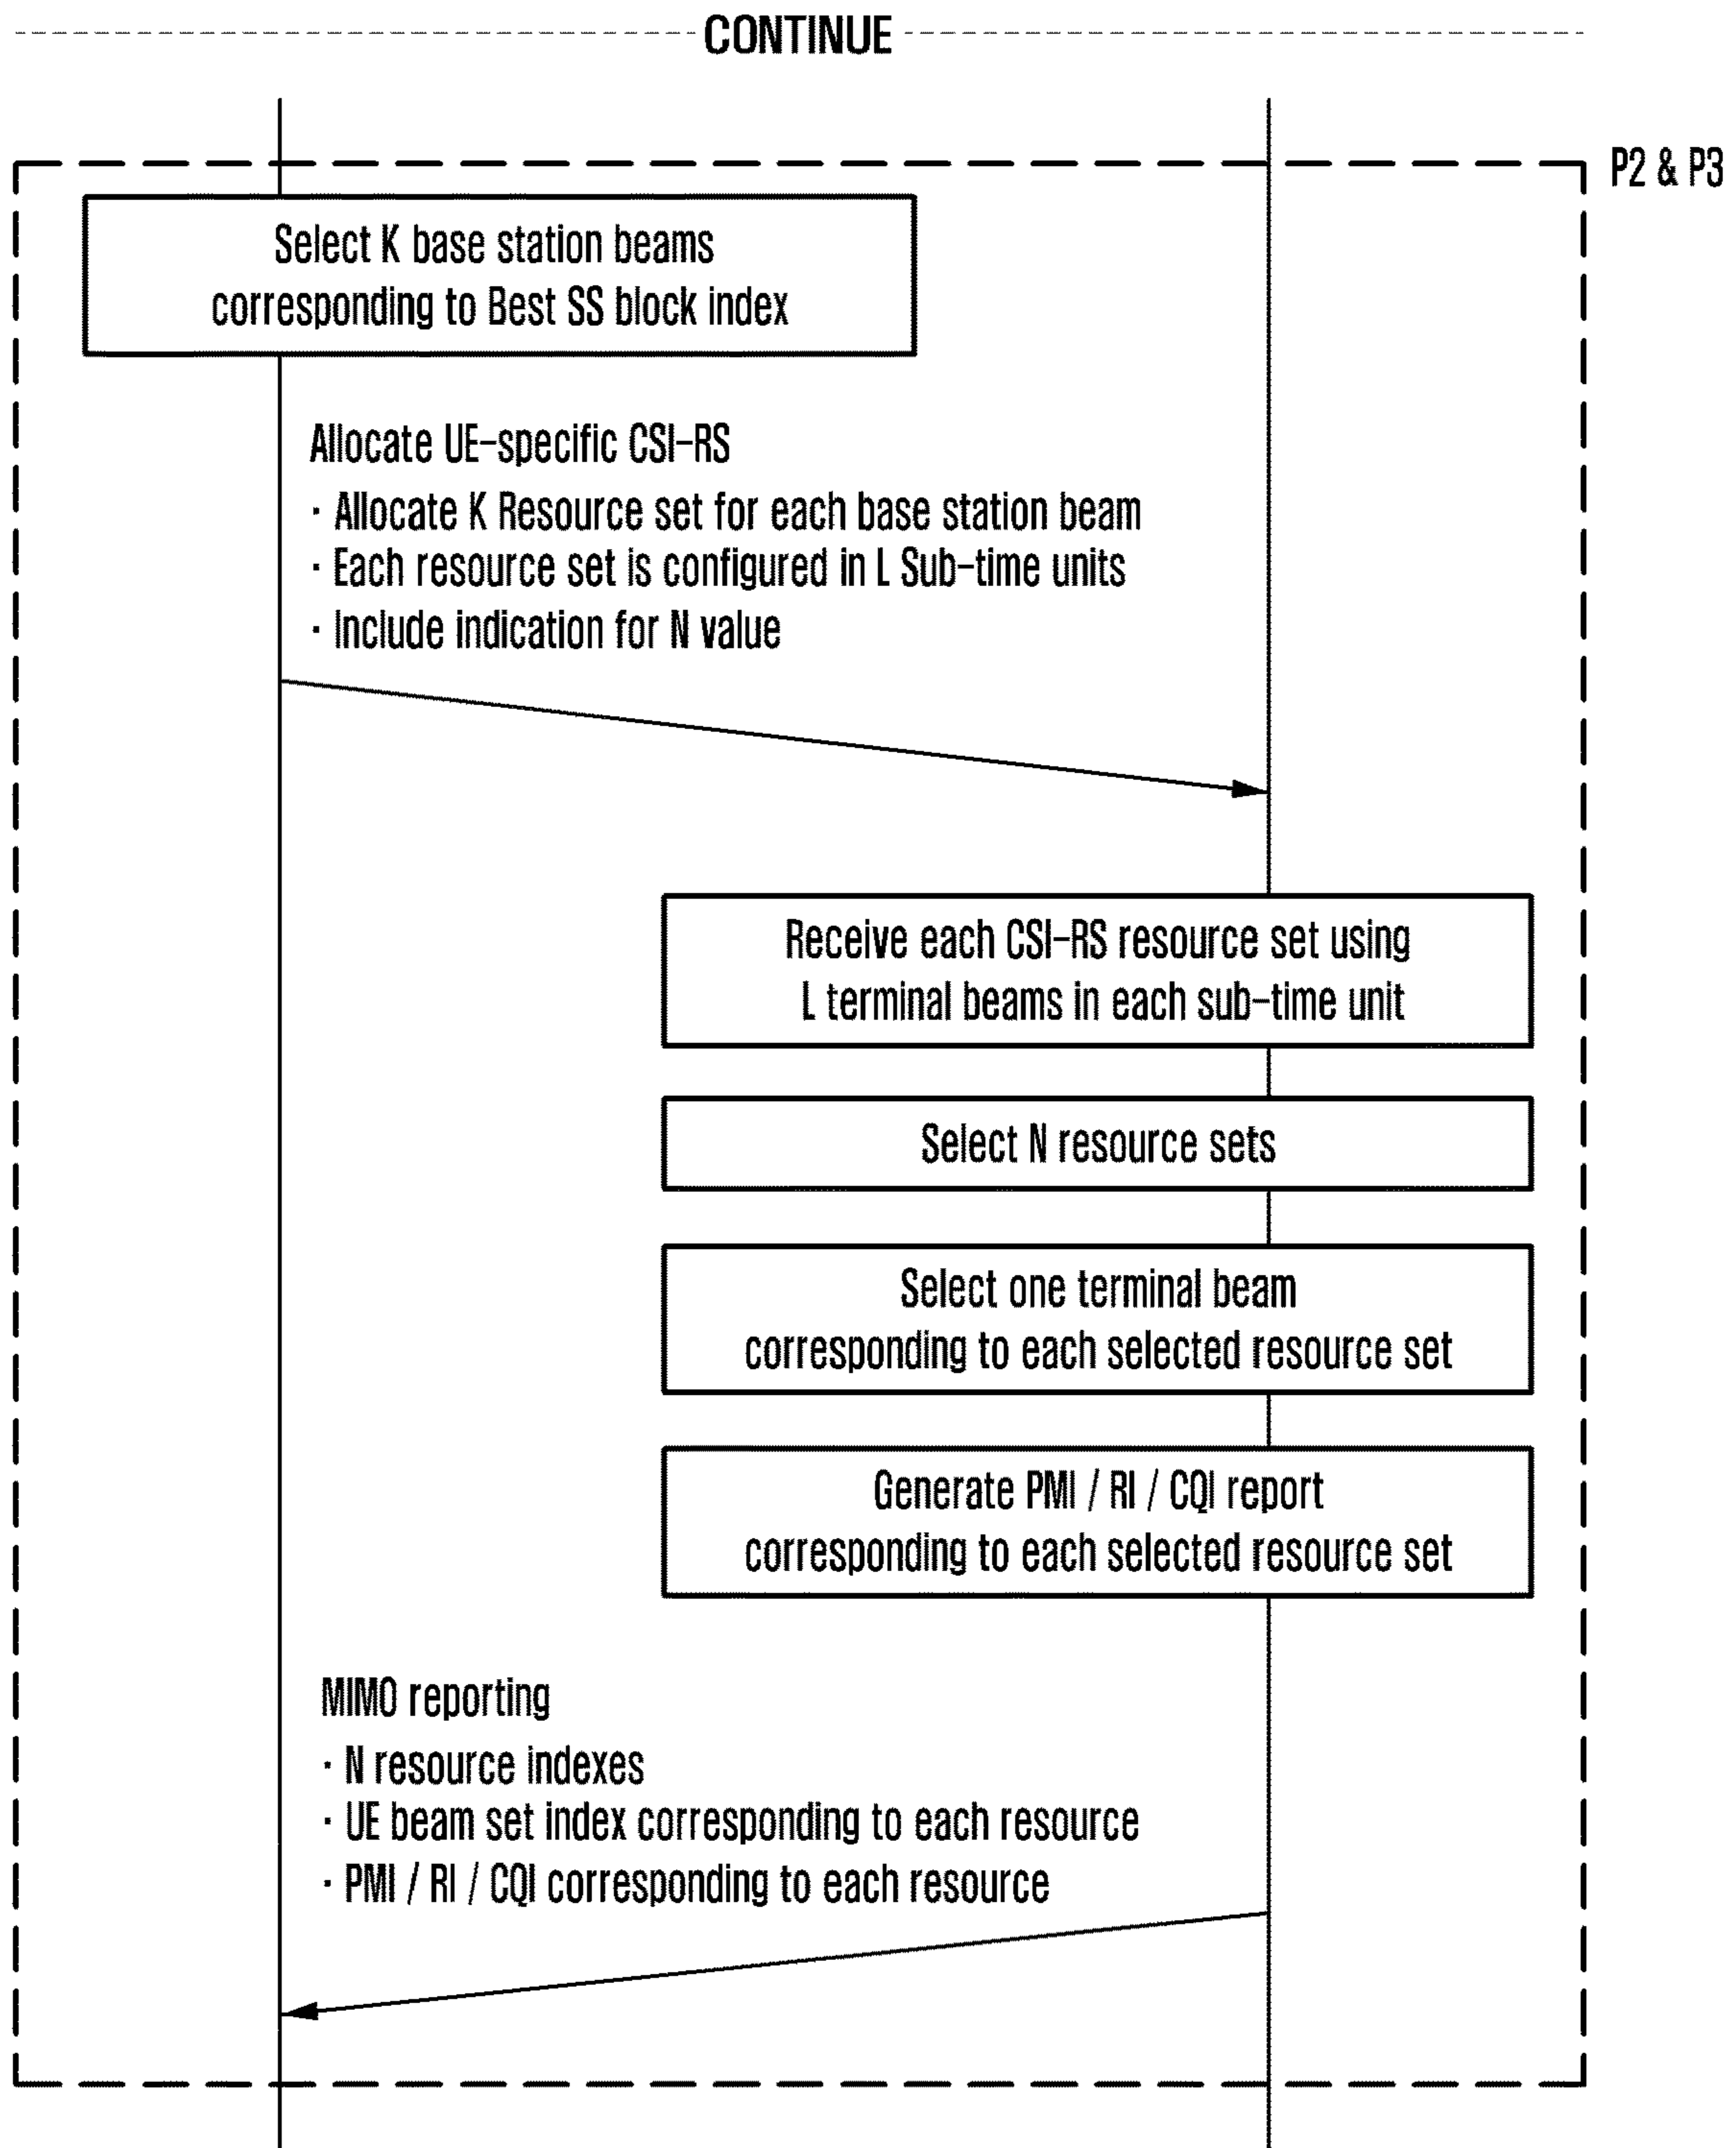 CONTINUE
P2 & P3
Select K base station beams
corresponding to Best SS block index
Allocate UE-specific CSI-RS
· Allocate K Resource set for each base station beam
· Each resource set is configured in L Sub-time units
· Include indication for N value
Receive each CSI-RS resource set using
L terminal beams in each sub-time unit
Select N resource sets
Select one terminal beam
corresponding to each selected resource set
Generate PMI / RI / CQI report
corresponding to each selected resource set
MIMO reporting
· N resource indexes
· UE beam set index corresponding to each resource
· PMI / RI / CQI corresponding to each resource